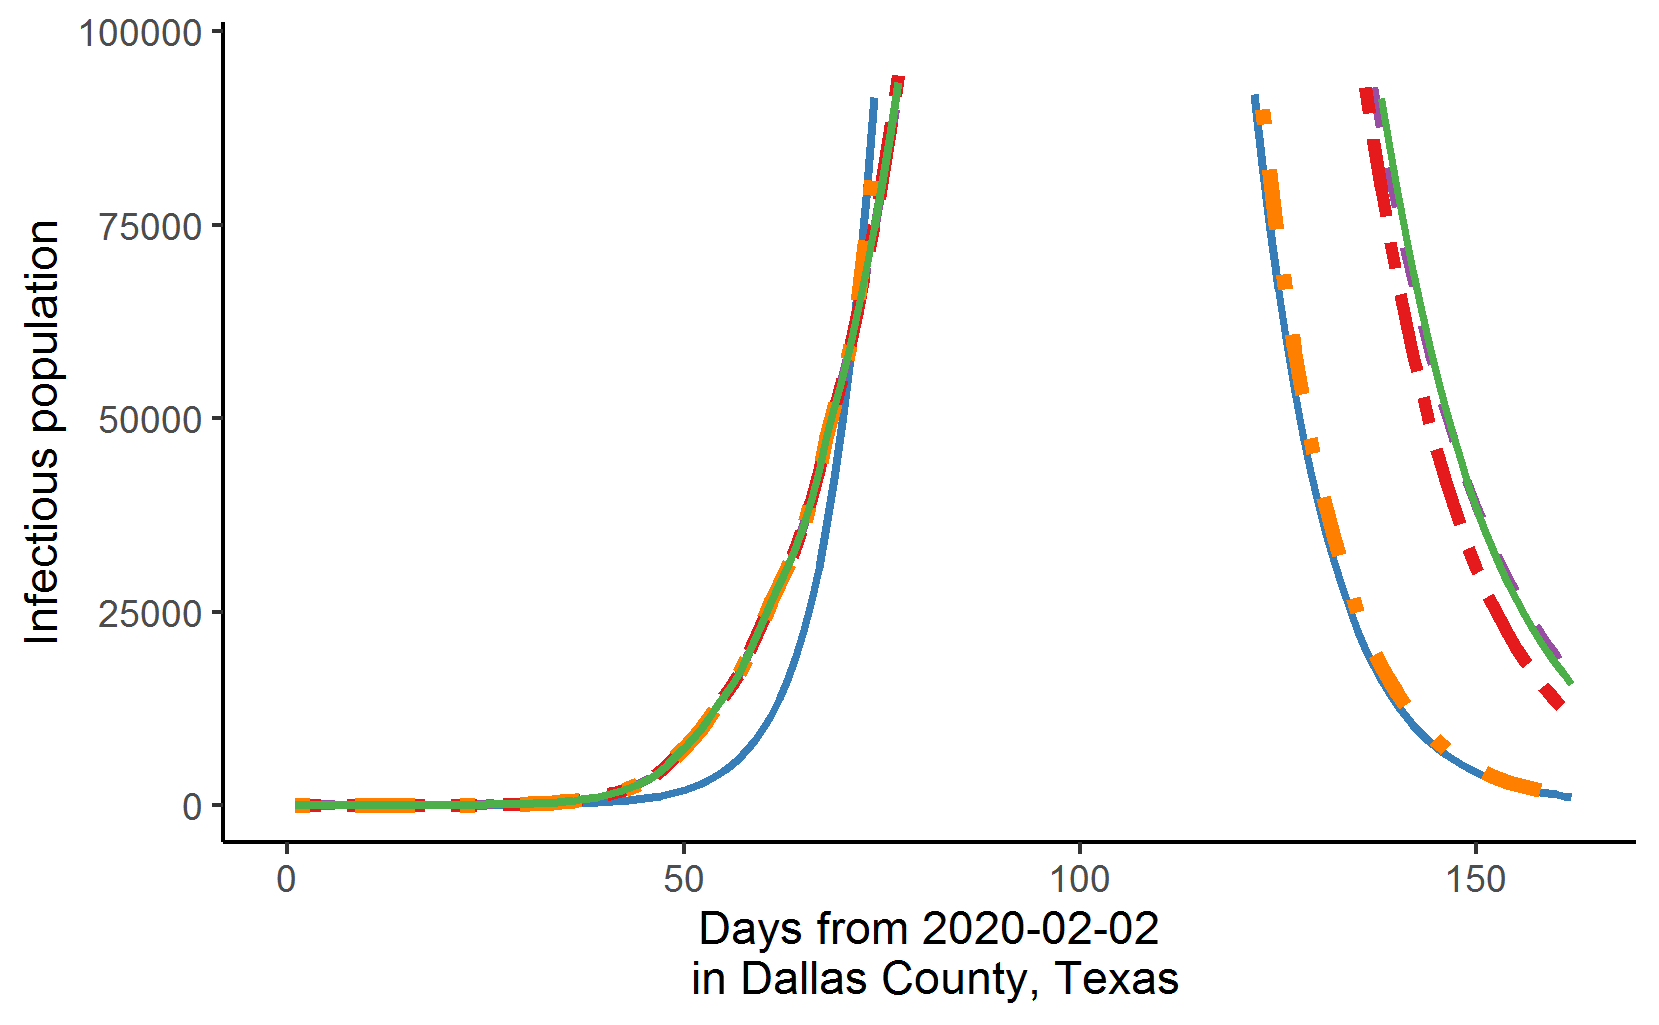 Infectious population
100000
75000
50000
25000
0
0 50 100 150
Days from 2020-02-02
in Dallas County, Texas